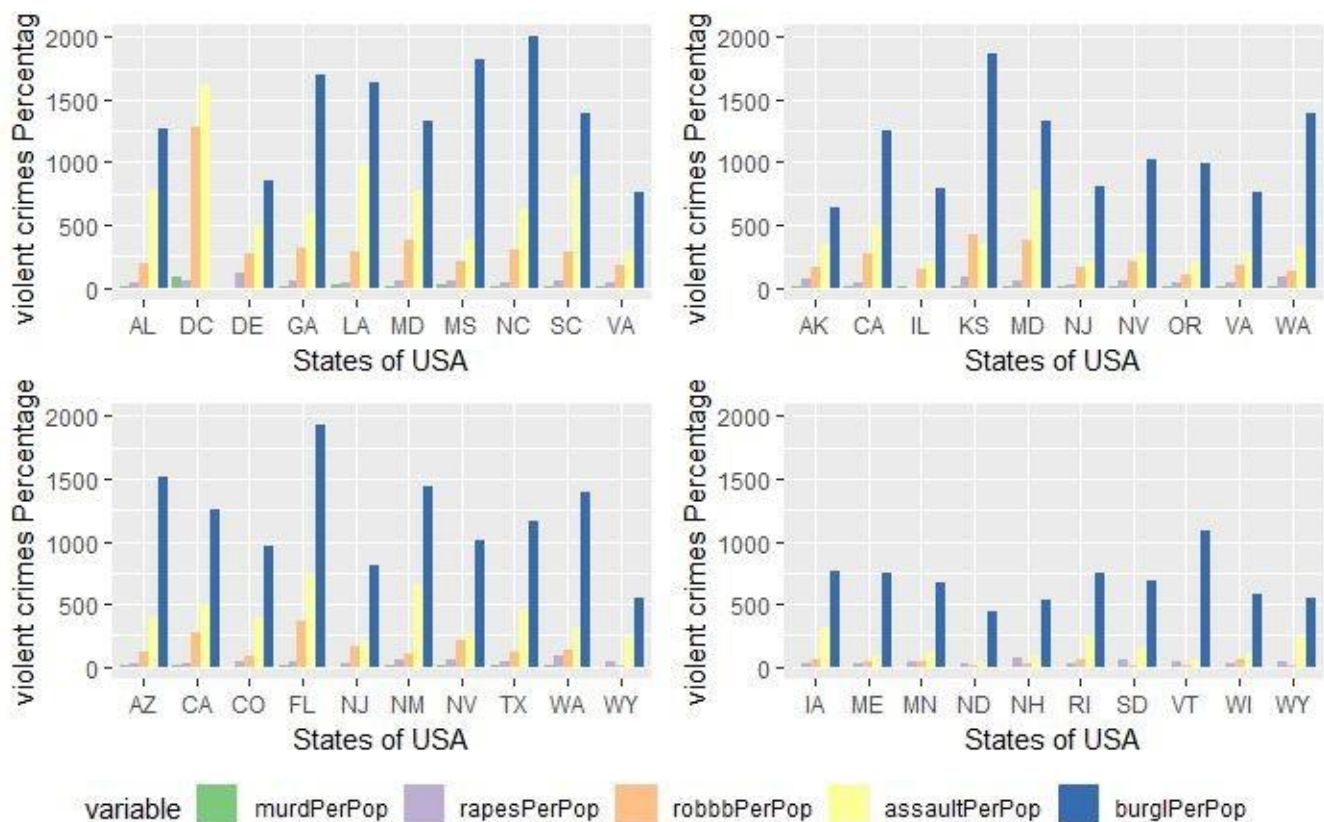 violent crimes Percentag
2000
1500
1000
500
0
AL DC DE GA LA MD MS NC SC VA
States of USA
violent crimes Percentag
2000
1500
1000
500
0
AK CA IL KS MD NJ NV OR VA WA
States of USA
violent crimes Percentage
2000
1500
1000
500
0
AZ CA CO FL NJ NM NV TX WA WY
States of USA
violent crimes Percentage
2000
1500
1000
500
0
IA ME MN ND NH RI SD VT WI WY
States of USA
variable murdPerPop rapesPerPop robbbPerPop assaultPerPop burglPerPop